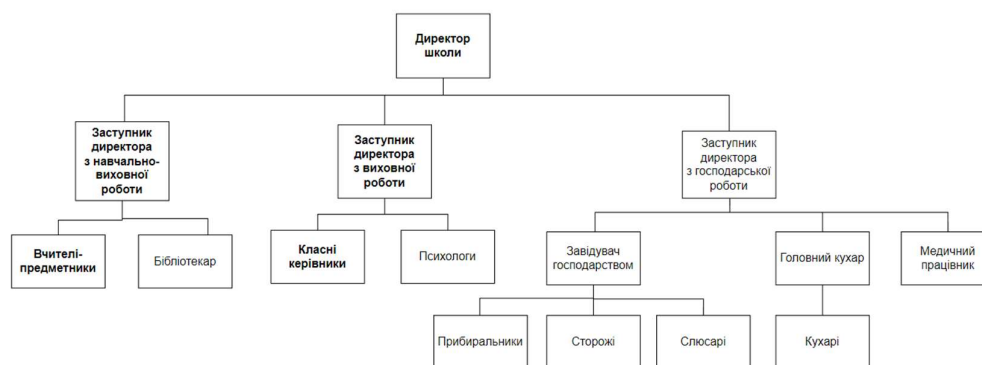 Директор
школи
Заступник
директора
з навчально-
виховної
роботи
Заступник
директора
з виховної
роботи
Заступник
директора
з господарської
роботи
Вчителі-
предметники
Бібліотекар
Класні
керівники
Психологи
Завідувач
господарством
Головний кухар
Медичний
працівник
Прибиральники
Сторожі
Слюсарі
Кухарі